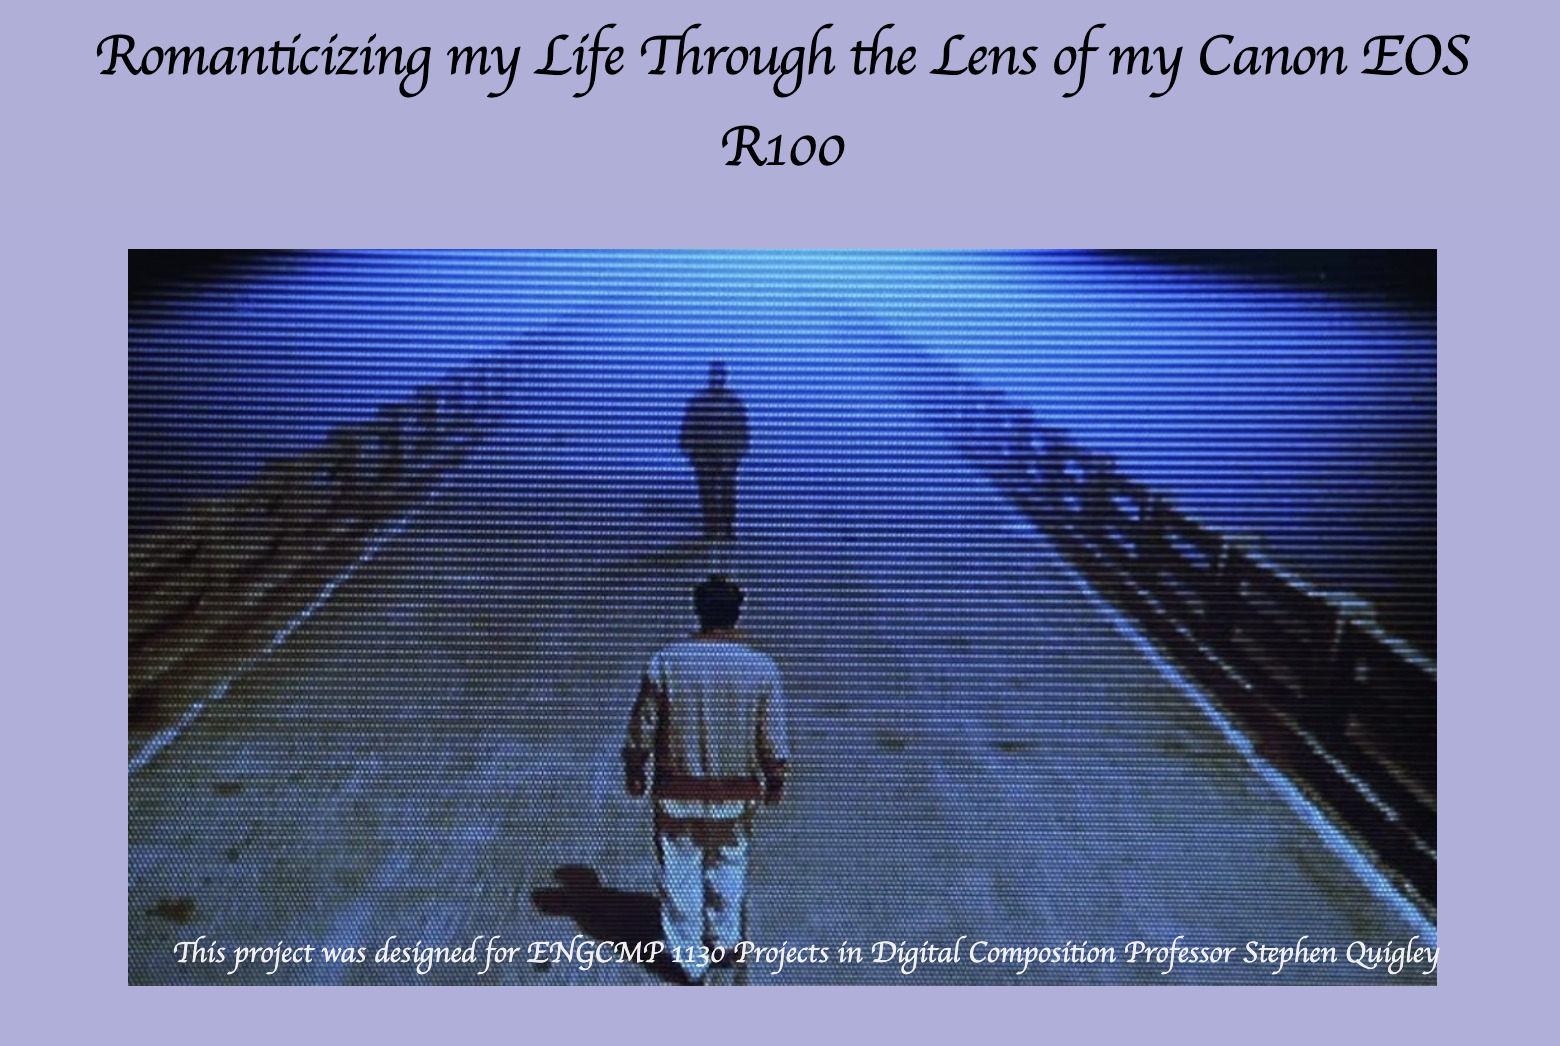 Romanticizing my Life Through the Lens of my Canon EOS
R100
This project was designed for ENGCMP 1130 Projects in Digital Composition Professor Stephen Quigley